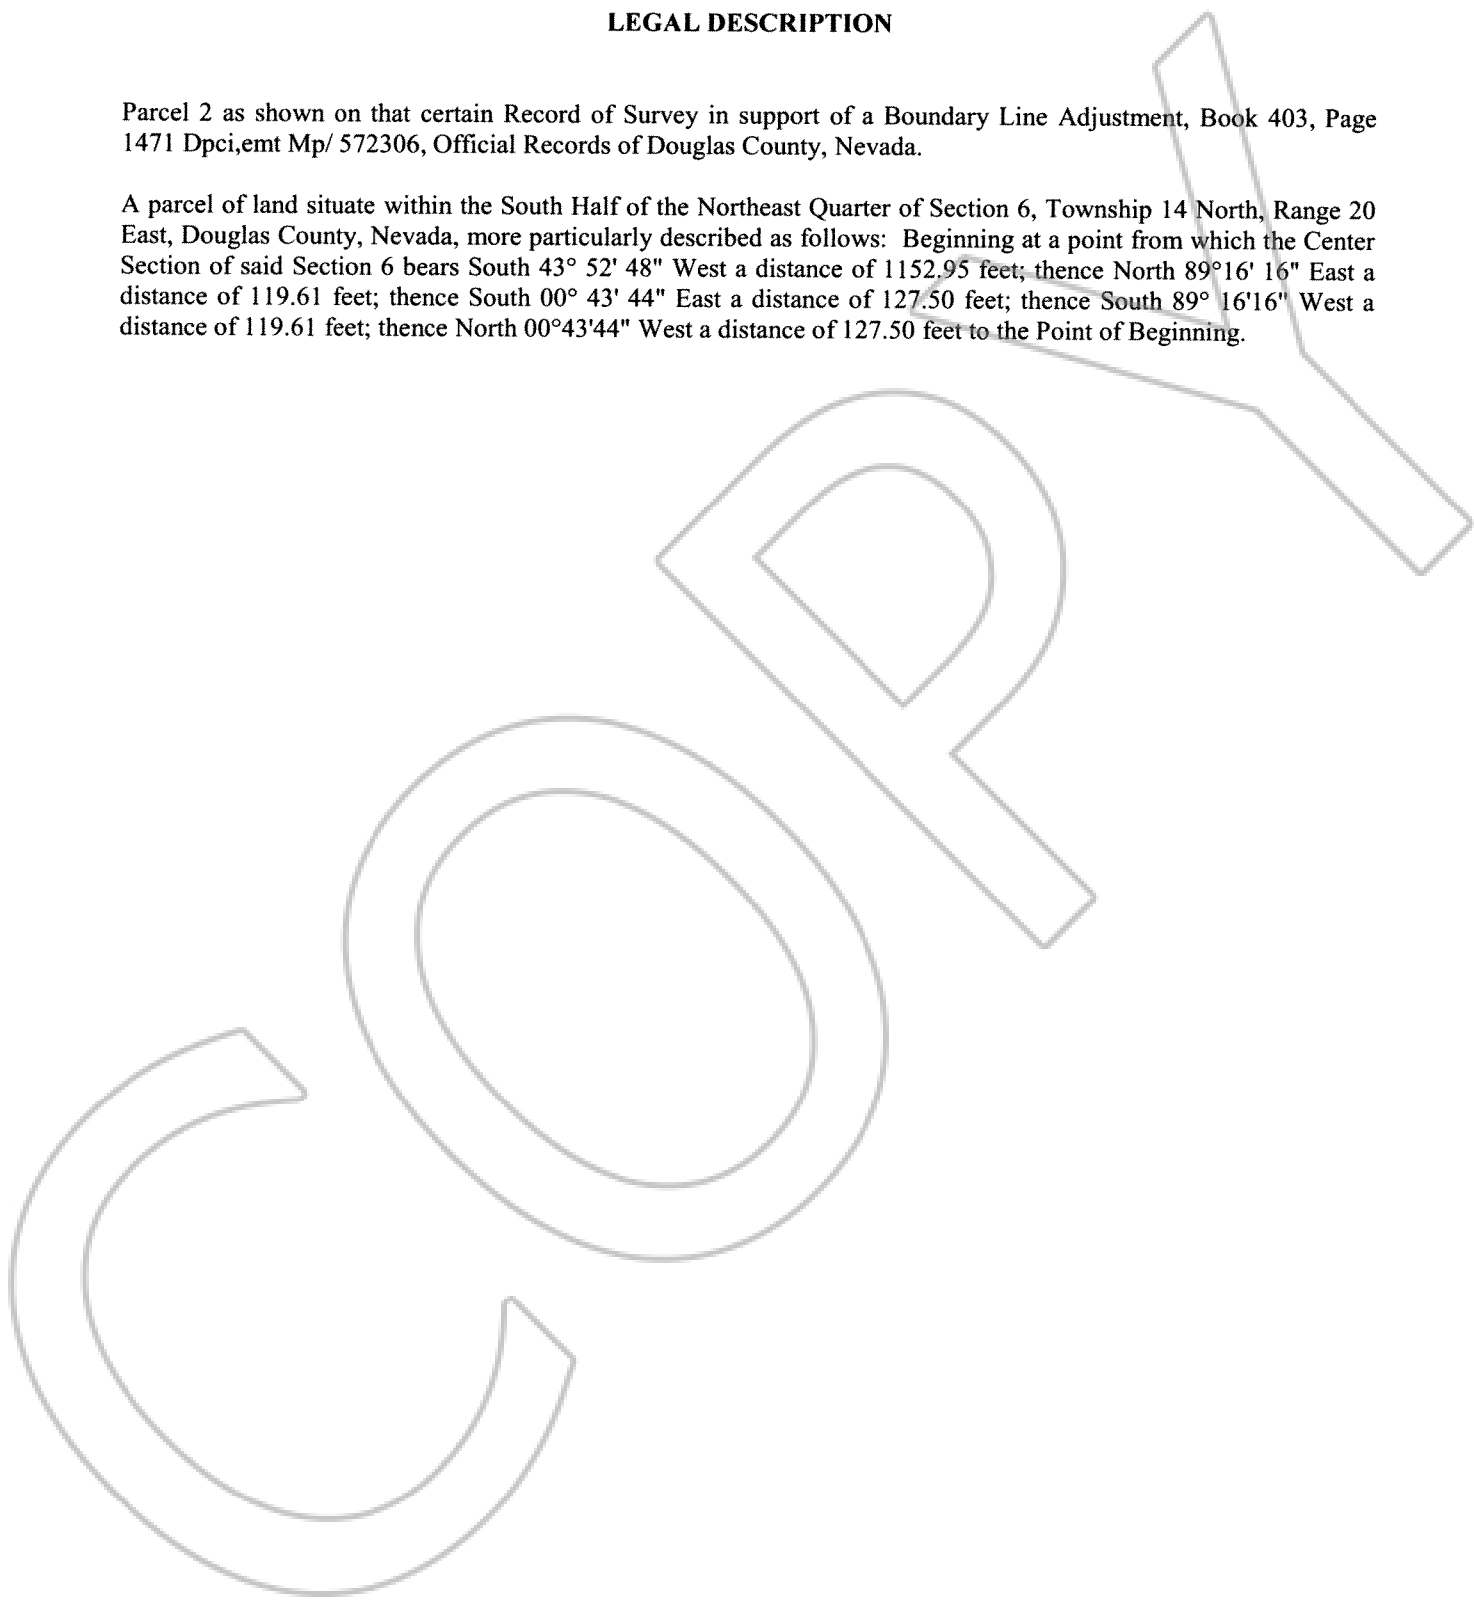 LEGAL DESCRIPTION
Parcel 2 as shown on that certain Record of Survey in support of a Boundary Line Adjustment, Book 403, Page
1471 Dpci,emt Mp/ 572306, Official Records of Douglas County, Nevada.
A parcel of land situate within the South Half of the Northeast Quarter of Section 6, Township 14 North, Range 20
East, Douglas County, Nevada, more particularly described as follows: Beginning at a point from which the Center
Section of said Section 6 bears South 43° 52' 48" West a distance of 1152.95 feet; thence North 89°16' 16" East a
distance of 119.61 feet; thence South 00° 43' 44" East a distance of 127.50 feet; thence South 89° 16'16" West a
distance of 119.61 feet; thence North 00°43'44" West a distance of 127.50 feet to the Point of Beginning.
COPY